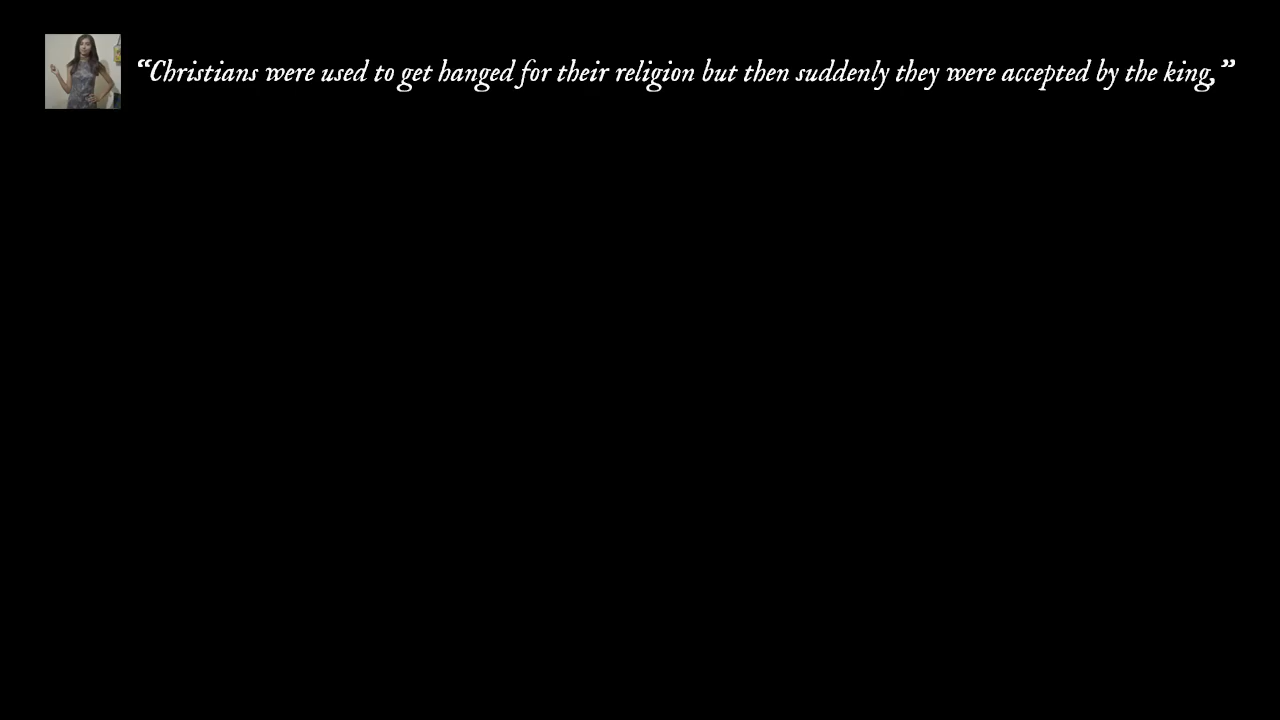 “Christians were used to get hanged for their religion but then suddenly they were accepted by the king,”